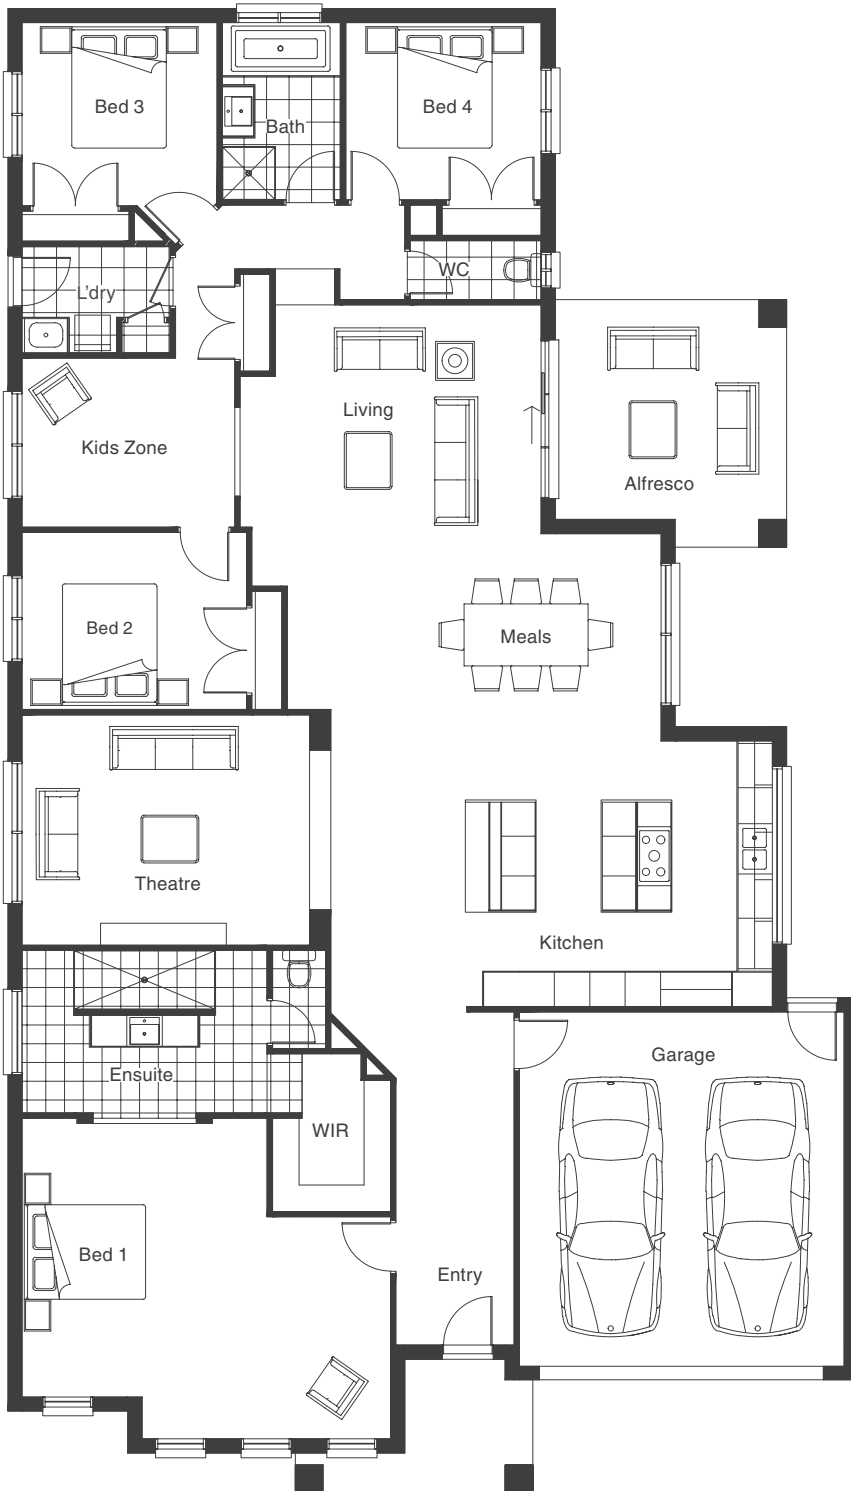 Bed 3
Bath
Bed 4
WC
L'dry
Living
Kids Zone
Alfresco
Bed 2
Meals
Theatre
Kitchen
Garage
Ensuite
WIR
Bed 1
Entry